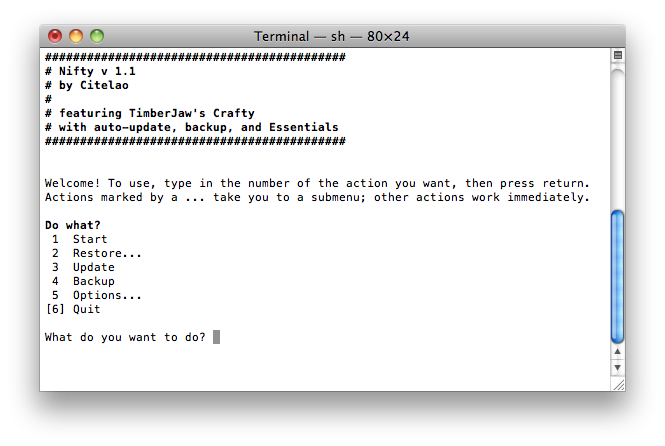 Terminal — sh — 80×24
###########################################
# Nifty v 1.1
# by Citelao
#
# featuring TimberJaw's Crafty
# with auto-update, backup, and Essentials
###########################################
Welcome! To use, type in the number of the action you want, then press return.
Actions marked by a ... take you to a submenu; other actions work immediately.
Do what?
1 Start
2 Restore...
3 Update
4 Backup
5 Options...
[6] Quit
What do you want to do?